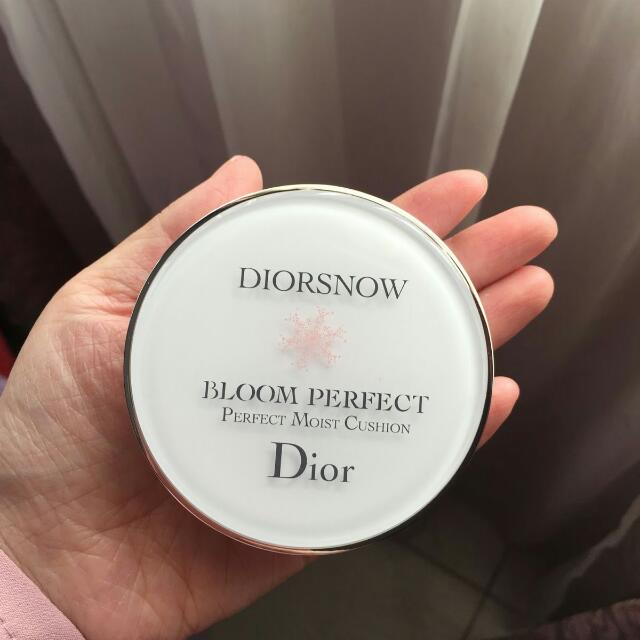 DIORSNOW
BLOOM PERFECT
PERFECT MOIST CUSHION
Dior